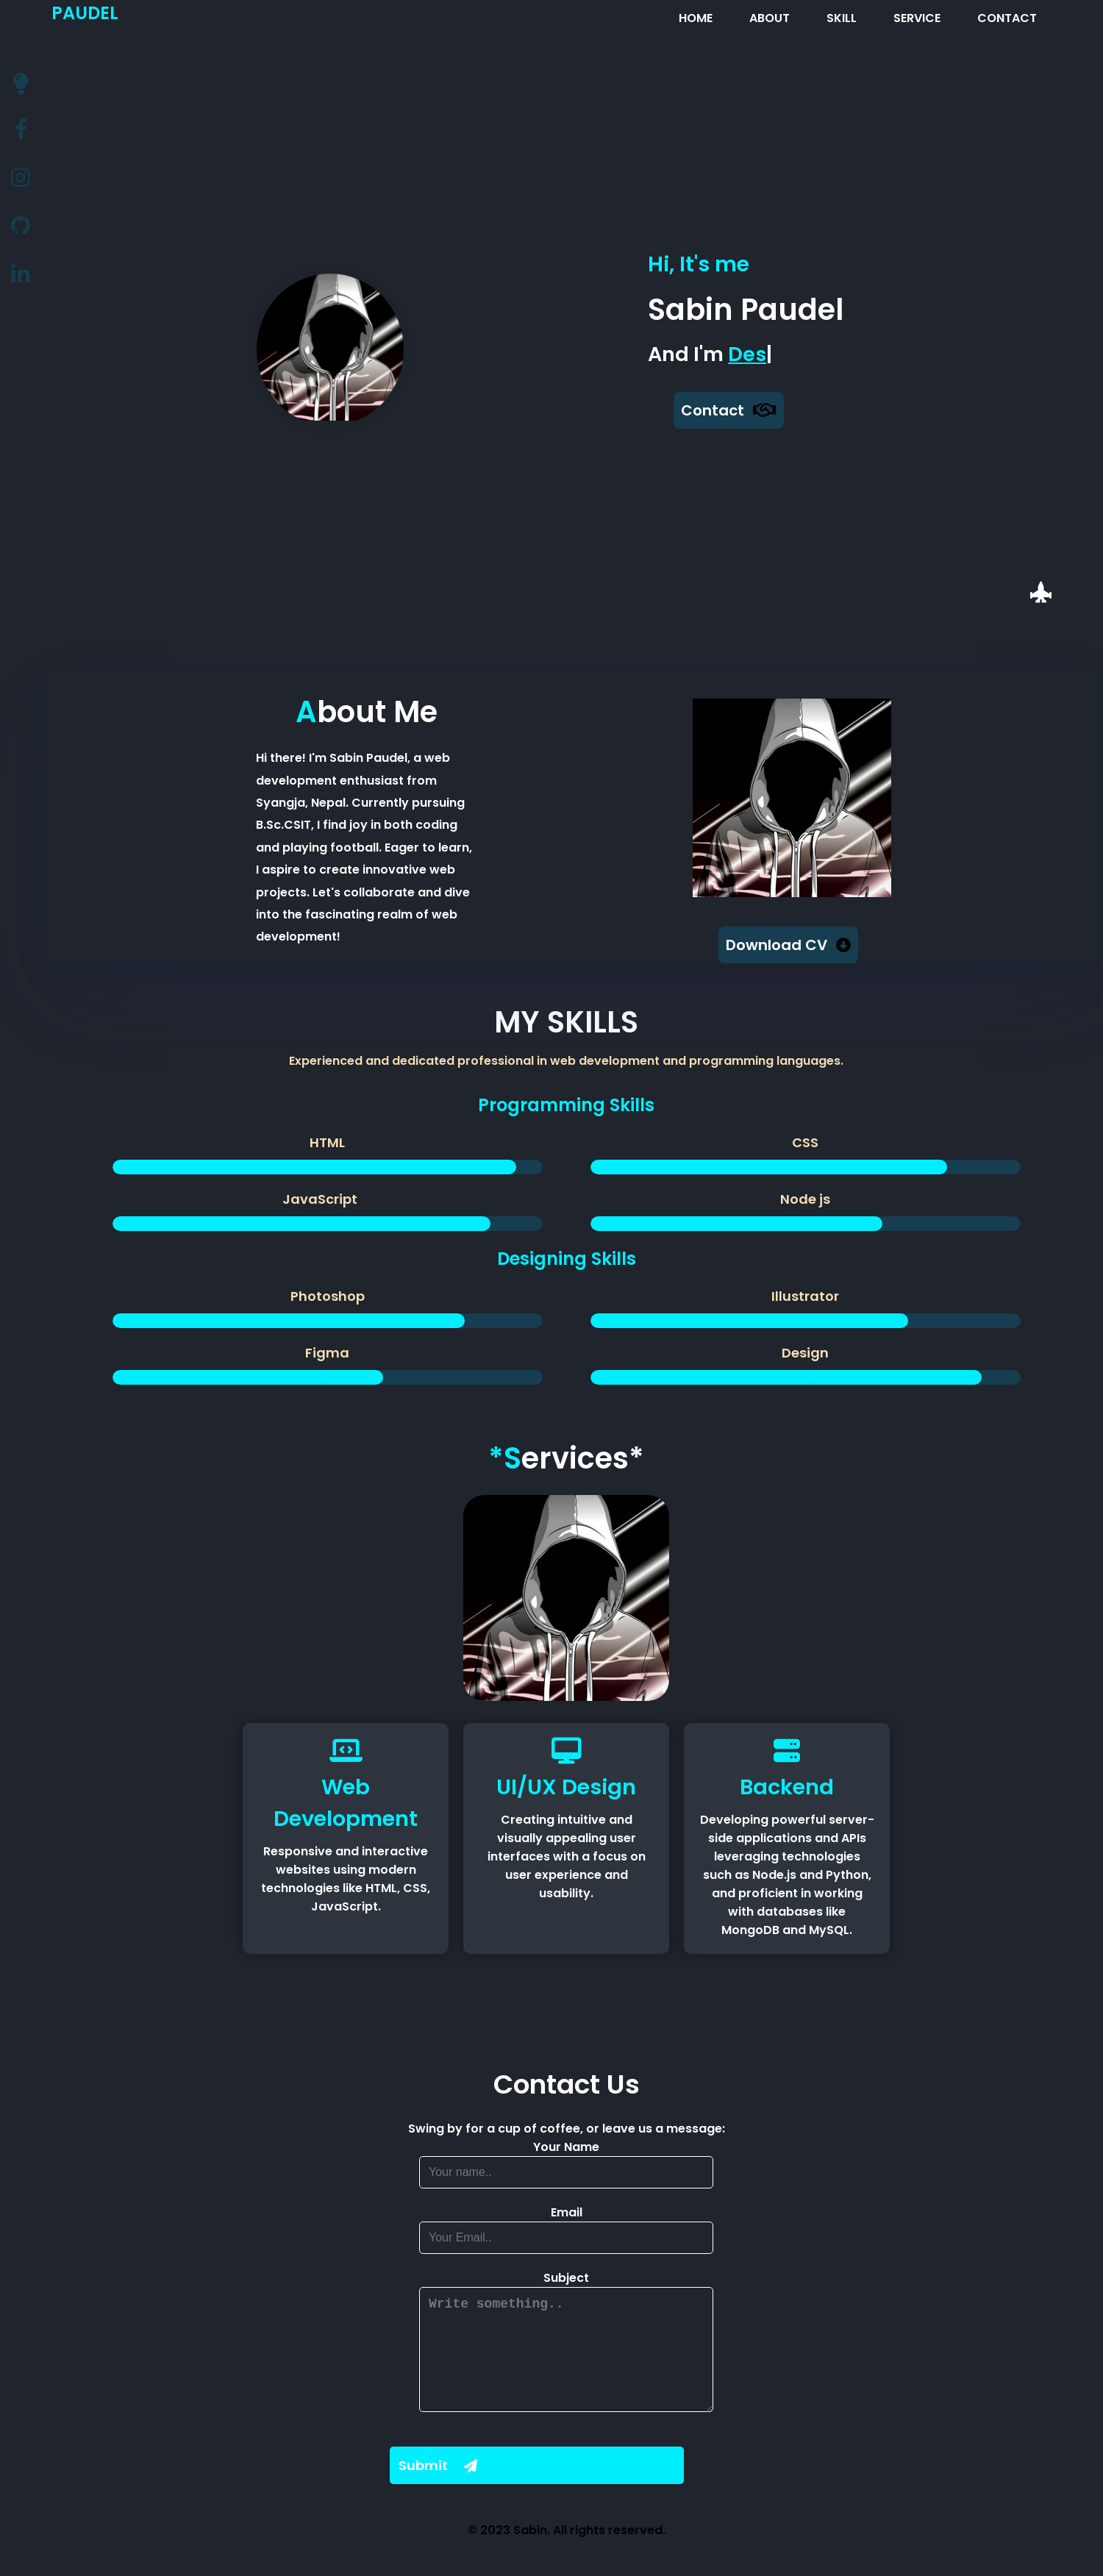 PAUDEL
HOME ABOUT SKILL SERVICE CONTACT
Hi, It's me
Sabin Paudel
And I'm Des|
Contact
About Me
Hi there! I'm Sabin Paudel, a web
development enthusiast from
Syangja, Nepal. Currently pursuing
B.Sc.CSIT, I find joy in both coding
and playing football. Eager to learn,
I aspire to create innovative web
projects. Let's collaborate and dive
into the fascinating realm of web
development!
Download CV
MY SKILLS
Experienced and dedicated professional in web development and programming languages.
Programming Skills
HTML
CSS
JavaScript
Node js
Designing Skills
Photoshop
Illustrator
Figma
Design
*Services*
Web
Development
Responsive and interactive
websites using modern
technologies like HTML, CSS,
JavaScript.
UI/UX Design
Creating intuitive and
visually appealing user
interfaces with a focus on
user experience and
usability.
Backend
Developing powerful server-
side applications and APIs
leveraging technologies
such as Node.js and Python,
and proficient in working
with databases like
MongoDB and MySQL.
Contact Us
Swing by for a cup of coffee, or leave us a message:
Your Name
Your name..
Email
Your Email..
Subject
Write something..
Submit
© 2023 Sabin. All rights reserved.